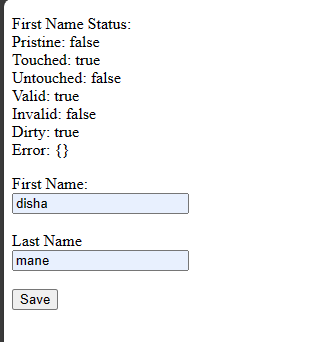 First Name Status:
Pristine: false
Touched: true
Untouched: false
Valid: true
Invalid: false
Dirty: true
Error: {}
First Name:
disha
Last Name
mane
Save